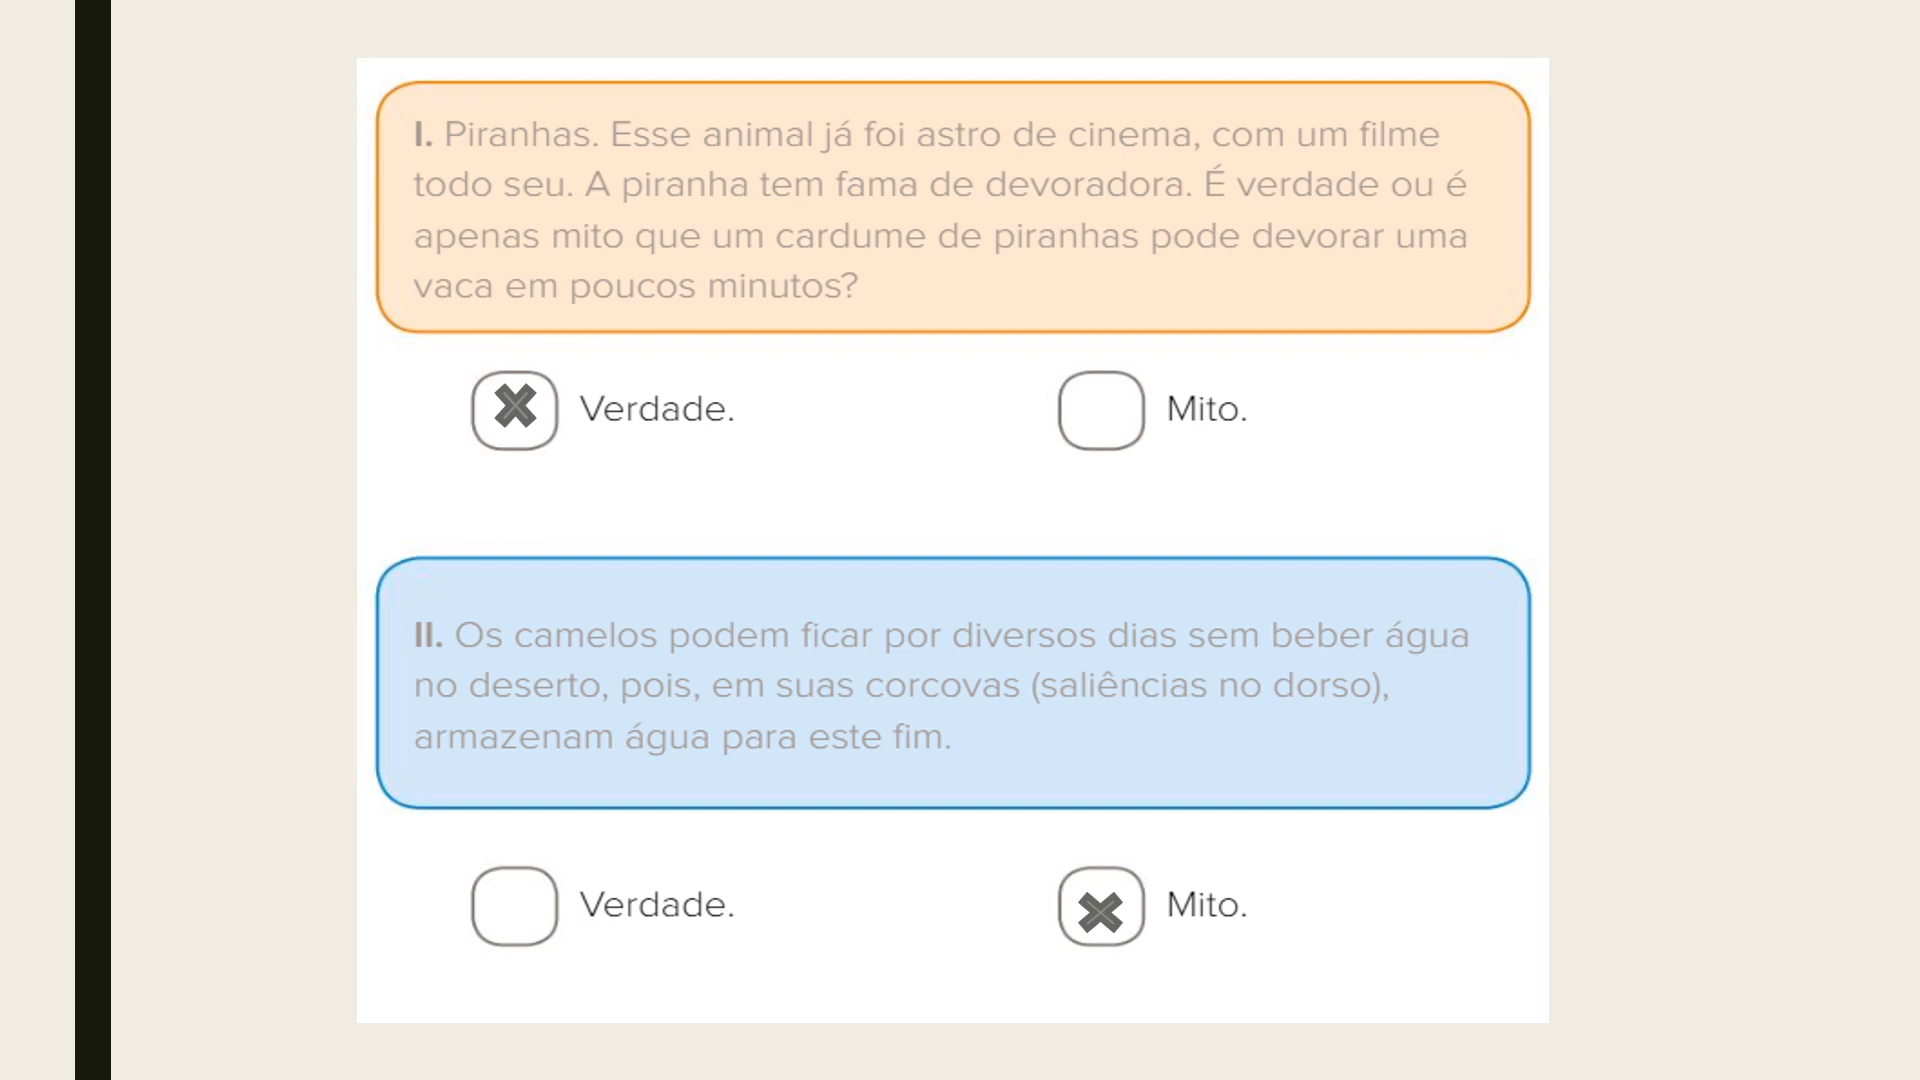 I. Piranhas. Esse animal já foi astro de cinema, com um filme
todo seu. A piranha tem fama de devoradora. É verdade ou é
apenas mito que um cardume de piranhas pode devorar uma
vaca em poucos minutos?
Verdade. Mito.
II. Os camelos podem ficar por diversos dias sem beber água
no deserto, pois, em suas corcovas (saliências no dorso),
armazenam água para este fim.
Verdade. Mito.